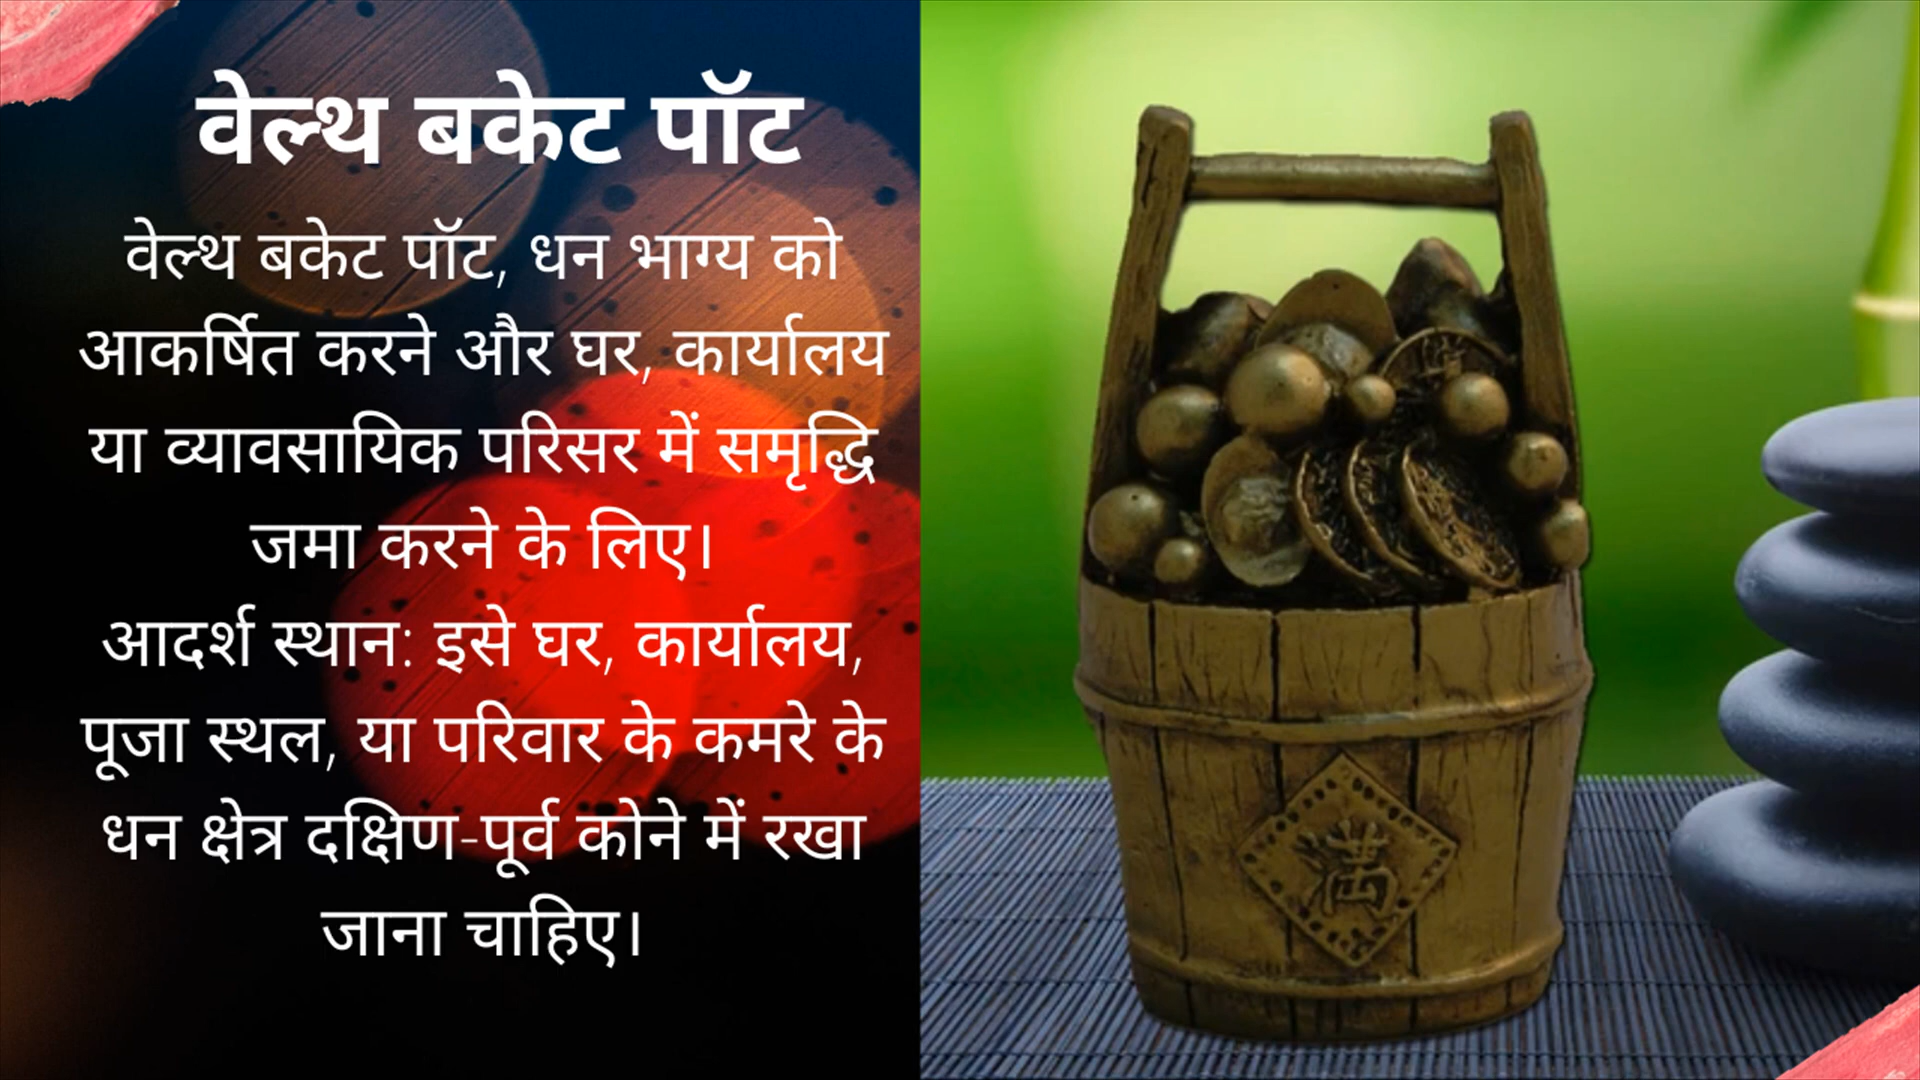 वेल्थ बकेट पॉट
वेल्थ बकेट पॉट, धन भाग्य को
आकर्षित करने और घर, कार्यालय
या व्यावसायिक परिसर में समृद्धि
जमा करने के लिए।
आदर्श स्थान: इसे घर, कार्यालय,
पूजा स्थल, या परिवार के कमरे के
धन क्षेत्र दक्षिण-पूर्व कोने में रखा
जाना चाहिए।
満